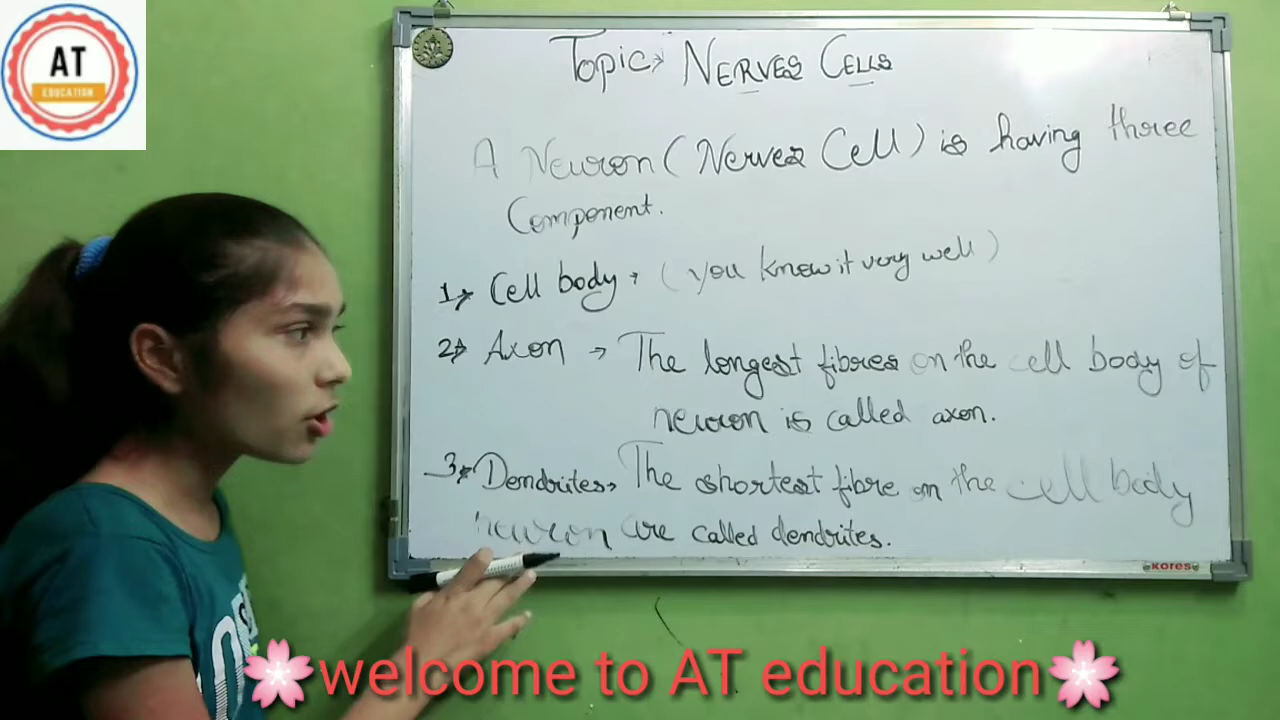 AT
EDUCATION
Topic → NERVES CELLS
A Neuron (Nerves Cell) is having three
Component.
1→ Cell body → (you know it very well)
2→ Axon → The longest fibres on the cell body of
neuron is called axon.
3→ Dendrites → The shortest fibre on the cell body
neuron are called dendrites.
KORES
🌸welcome to AT education🌸